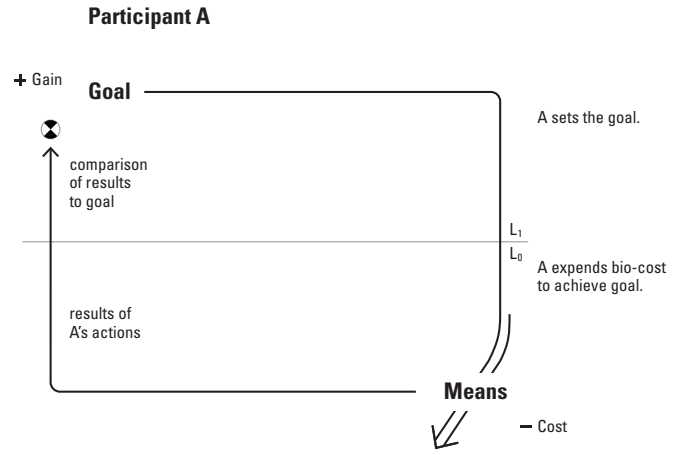 Participant A
+ Gain
Goal
A sets the goal.
comparison
of results
to goal
L₁
L₀
A expends bio-cost
to achieve goal.
results of
A's actions
Means
– Cost